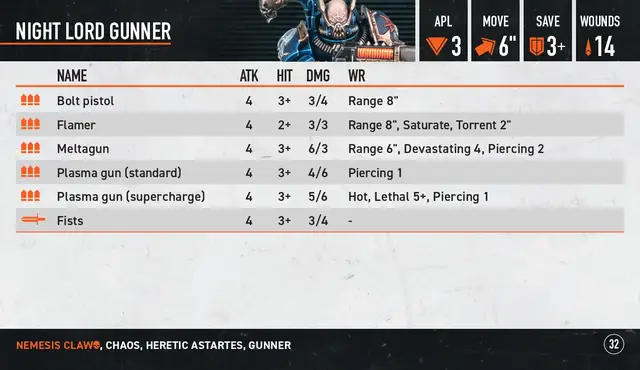 NIGHT LORD GUNNER
APL MOVE SAVE WOUNDS
3 6" 3+ 14
NAME ATK HIT DMG WR
Bolt pistol 4 3+ 3/4 Range 8"
Flamer 4 2+ 3/3 Range 8", Saturate, Torrent 2"
Meltagun 4 3+ 6/3 Range 6", Devastating 4, Piercing 2
Plasma gun (standard) 4 3+ 4/6 Piercing 1
Plasma gun (supercharge) 4 3+ 5/6 Hot, Lethal 5+, Piercing 1
Fists 4 3+ 3/4 -
NEMESIS CLAW, CHAOS, HERETIC ASTARTES, GUNNER 32